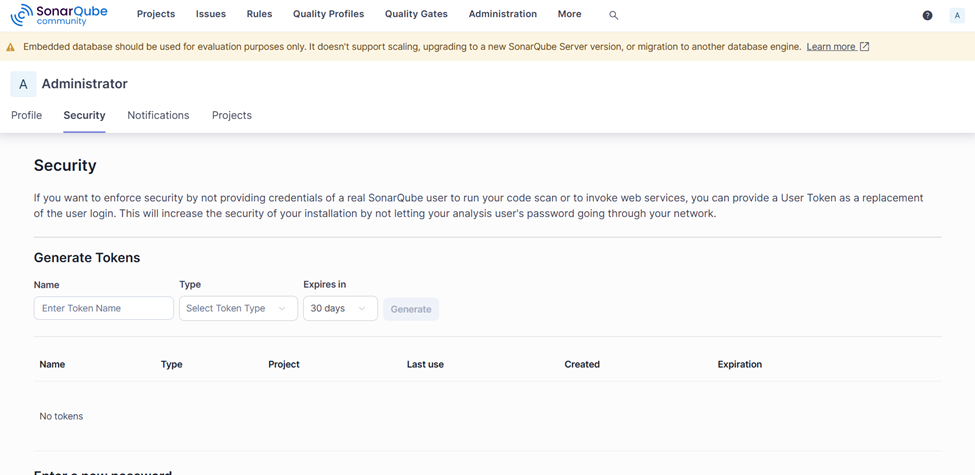 SonarQube
community
Projects Issues Rules Quality Profiles Quality Gates Administration More
? A
Embedded database should be used for evaluation purposes only. It doesn't support scaling, upgrading to a new SonarQube Server version, or migration to another database engine. Learn more
A Administrator
Profile Security Notifications Projects
Security
If you want to enforce security by not providing credentials of a real SonarQube user to run your code scan or to invoke web services, you can provide a User Token as a replacement
of the user login. This will increase the security of your installation by not letting your analysis user's password going through your network.
Generate Tokens
Name Type Expires in
Enter Token Name Select Token Type 30 days Generate
Name Type Project Last use Created Expiration
No tokens
Enter a new password